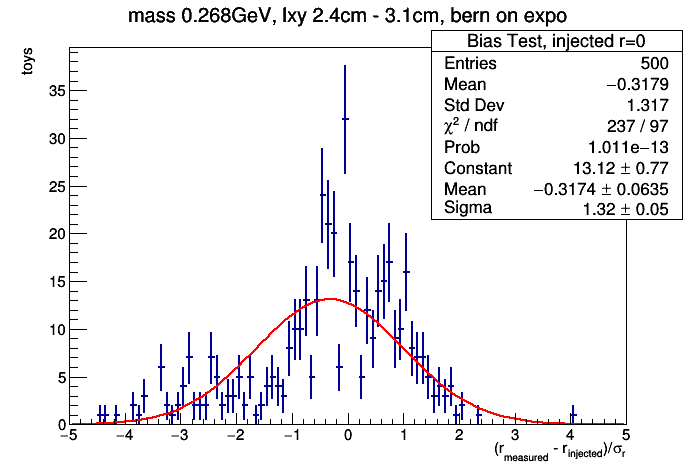 mass 0.268GeV, lxy 2.4cm - 3.1cm, bern on expo
toys
Bias Test, injected r=0
Entries 500
Mean −0.3179
Std Dev 1.317
χ² / ndf 237 / 97
Prob 1.011e−13
Constant 13.12 ± 0.77
Mean −0.3174 ± 0.0635
Sigma 1.32 ± 0.05
35
30
25
20
15
10
5
0
−5 −4 −3 −2 −1 0 1 2 3 4 5
(r_measured - r_injected)/σ_r